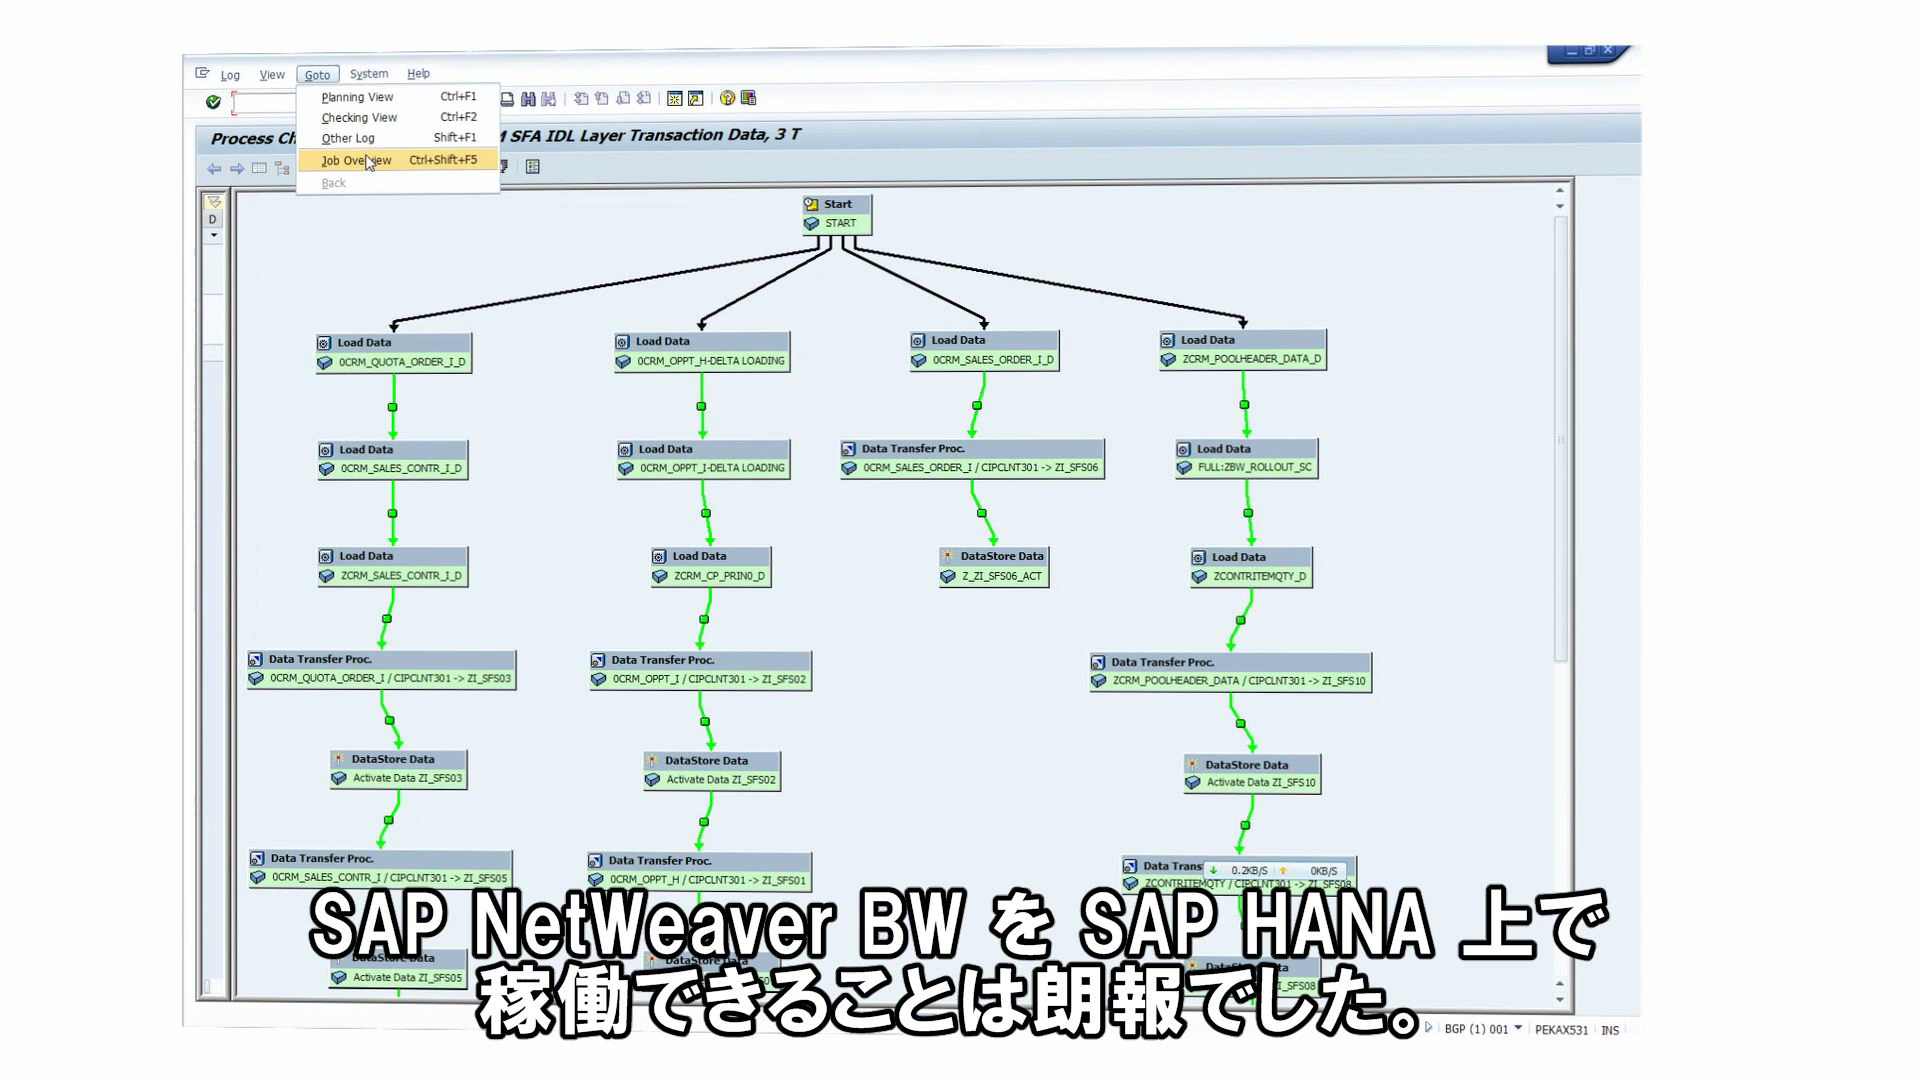 Log View Goto System Help
Planning View Ctrl+F1
Checking View Ctrl+F2
Other Log Shift+F1
Job Overview Ctrl+Shift+F5
Back
Process Ch
SFA IDL Layer Transaction Data, 3 T
D
Start
START
Load Data
0CRM_QUOTA_ORDER_I_D
Load Data
0CRM_OPPT_H-DELTA LOADING
Load Data
0CRM_SALES_ORDER_I_D
Load Data
ZCRM_POOLHEADER_DATA_D
Load Data
0CRM_SALES_CONTR_I_D
Load Data
0CRM_OPPT_I-DELTA LOADING
Data Transfer Proc.
0CRM_SALES_ORDER_I / CIPCLNT301 -> ZI_SFS06
Load Data
FULL:ZBW_ROLLOUT_SC
Load Data
ZCRM_SALES_CONTR_I_D
Load Data
ZCRM_CP_PRIN0_D
DataStore Data
Z_ZI_SFS06_ACT
Load Data
ZCONTRITEMQTY_D
Data Transfer Proc.
0CRM_QUOTA_ORDER_I / CIPCLNT301 -> ZI_SFS03
Data Transfer Proc.
0CRM_OPPT_I / CIPCLNT301 -> ZI_SFS02
Data Transfer Proc.
ZCRM_POOLHEADER_DATA / CIPCLNT301 -> ZI_SFS10
DataStore Data
Activate Data ZI_SFS03
DataStore Data
Activate Data ZI_SFS02
DataStore Data
Activate Data ZI_SFS10
Data Transfer Proc.
0CRM_SALES_CONTR_I / CIPCLNT301 -> ZI_SFS05
Data Transfer Proc.
0CRM_OPPT_H / CIPCLNT301 -> ZI_SFS01
Data Trans
ZCONTRITEMQTY / CIPCLNT301 -> ZI_SFS08
0.2KB/S 0KB/S
DataStore Data
Activate Data ZI_SFS05
DataStore Data
SAP NetWeaver BW を SAP HANA 上で
稼働できることは朗報でした。
BGP (1) 001 PEKAX531 INS